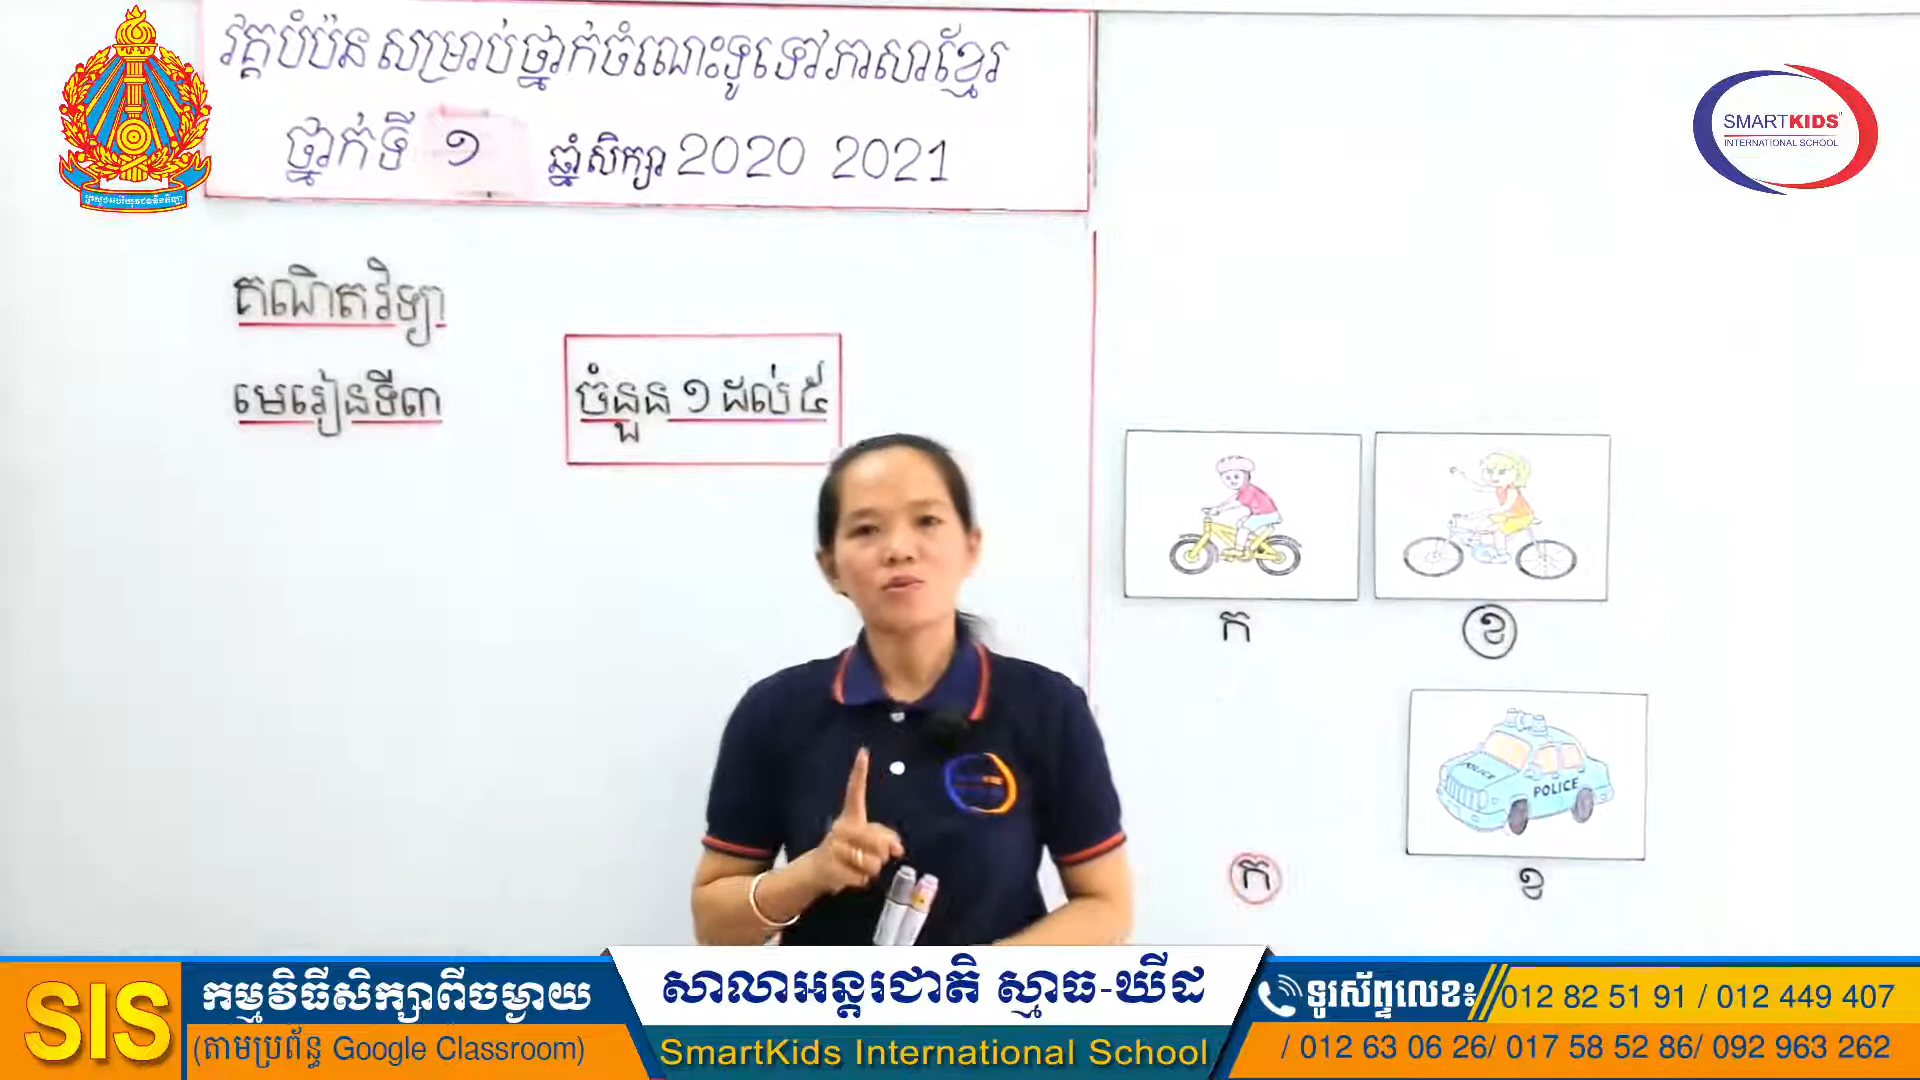 វគ្គបំប៉ន សម្រាប់ថ្នាក់ចំណេះទូទៅភាសាខ្មែរ
ថ្នាក់ទី ១ ឆ្នាំសិក្សា 2020 2021
SMARTKIDS
INTERNATIONAL SCHOOL
គណិតវិទ្យា
មេរៀនទី៣
ចំនួន ១ ដល់ ៥
ក
ខ
POLICE
POLICE
ក
ខ
SIS
កម្មវិធីសិក្សាពីចម្ងាយ
(តាមប្រព័ន្ធ Google Classroom)
សាលាអន្តរជាតិ ស្មាធ-ឃីដ
SmartKids International School
ទូរស័ព្ទលេខ៖ 012 82 51 91 / 012 449 407
/ 012 63 06 26/ 017 58 52 86/ 092 963 262